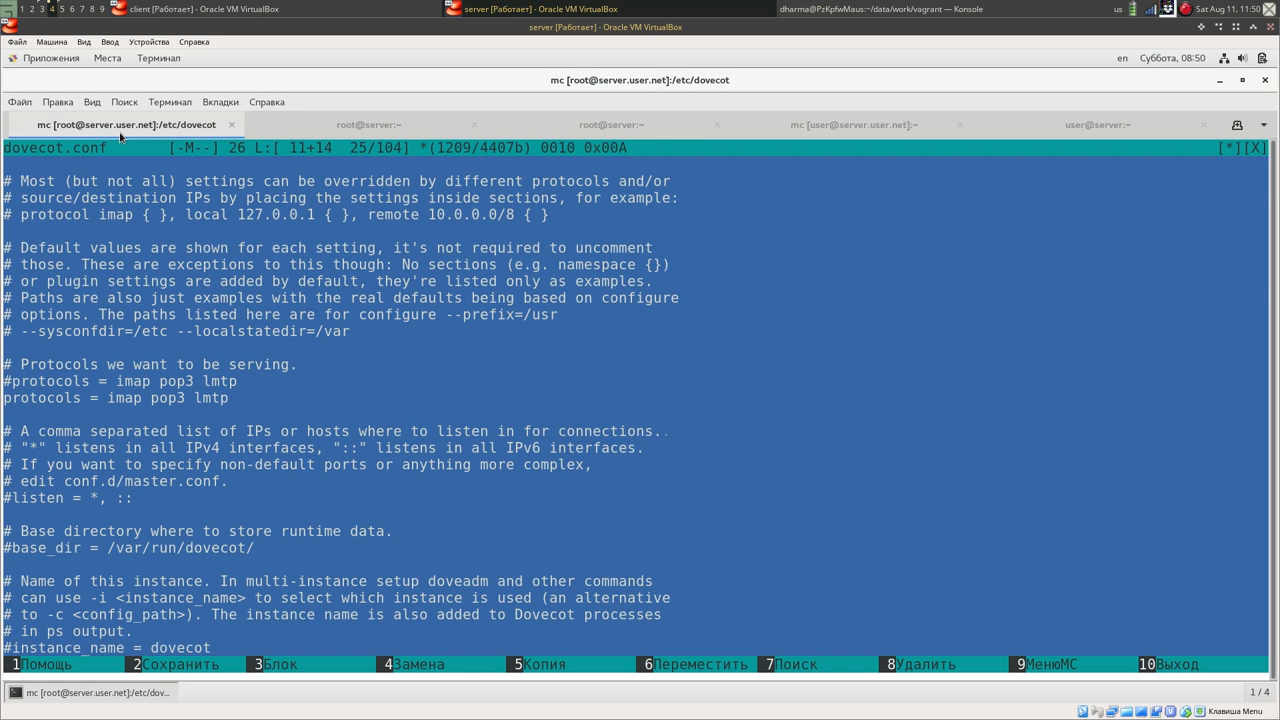 1 2 3 4 5 6 7 8 9 client [Работает] - Oracle VM VirtualBox server [Работает] - Oracle VM VirtualBox dharma@PzKpfwMaus:~/data/work/vagrant — Konsole us Sat Aug 11, 11:50
server [Работает] - Oracle VM VirtualBox
Файл Машина Вид Ввод Устройства Справка
Приложения Места Терминал en Суббота, 08:50
mc [root@server.user.net]:/etc/dovecot
Файл Правка Вид Поиск Терминал Вкладки Справка
mc [root@server.user.net]:/etc/dovecot × root@server:~ × root@server:~ × mc [user@server.user.net]:~ × user@server:~ ×
dovecot.conf [-M--] 26 L:[ 11+14 25/104] *(1209/4407b) 0010 0x00A [*][X]
# Most (but not all) settings can be overridden by different protocols and/or
# source/destination IPs by placing the settings inside sections, for example:
# protocol imap { }, local 127.0.0.1 { }, remote 10.0.0.0/8 { }
# Default values are shown for each setting, it's not required to uncomment
# those. These are exceptions to this though: No sections (e.g. namespace {})
# or plugin settings are added by default, they're listed only as examples.
# Paths are also just examples with the real defaults being based on configure
# options. The paths listed here are for configure --prefix=/usr
# --sysconfdir=/etc --localstatedir=/var
# Protocols we want to be serving.
#protocols = imap pop3 lmtp
protocols = imap pop3 lmtp
# A comma separated list of IPs or hosts where to listen in for connections..
# "*" listens in all IPv4 interfaces, "::" listens in all IPv6 interfaces.
# If you want to specify non-default ports or anything more complex,
# edit conf.d/master.conf.
#listen = *, ::
# Base directory where to store runtime data.
#base_dir = /var/run/dovecot/
# Name of this instance. In multi-instance setup doveadm and other commands
# can use -i <instance_name> to select which instance is used (an alternative
# to -c <config_path>). The instance name is also added to Dovecot processes
# in ps output.
#instance_name = dovecot
1Помощь 2Сохранить 3Блок 4Замена 5Копия 6Переместить 7Поиск 8Удалить 9МенюMC 10Выход
mc [root@server.user.net]:/etc/dov... 1 / 4
Клавиша Menu